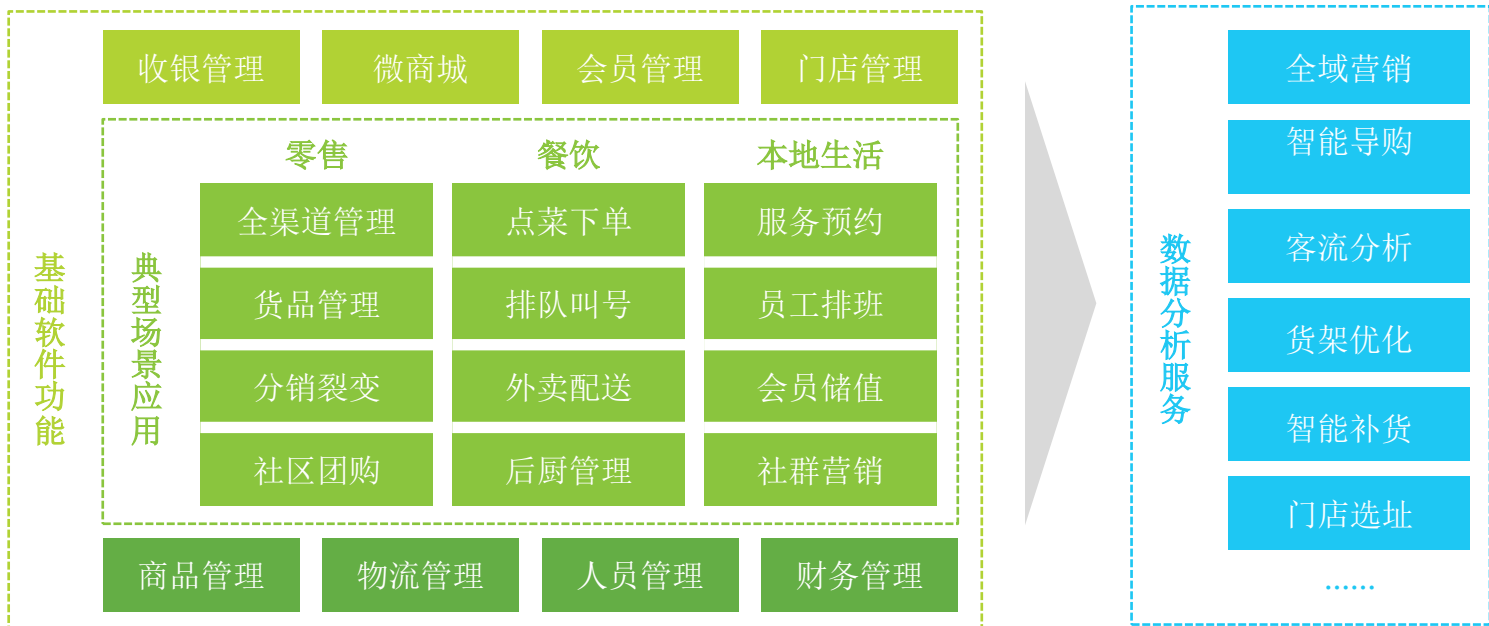 收银管理
微商城
会员管理
门店管理
基础软件功能
典型场景应用
零售
餐饮
本地生活
全渠道管理
点菜下单
服务预约
货品管理
排队叫号
员工排班
分销裂变
外卖配送
会员储值
社区团购
后厨管理
社群营销
商品管理
物流管理
人员管理
财务管理
数据分析服务
全域营销
智能导购
客流分析
货架优化
智能补货
门店选址
……